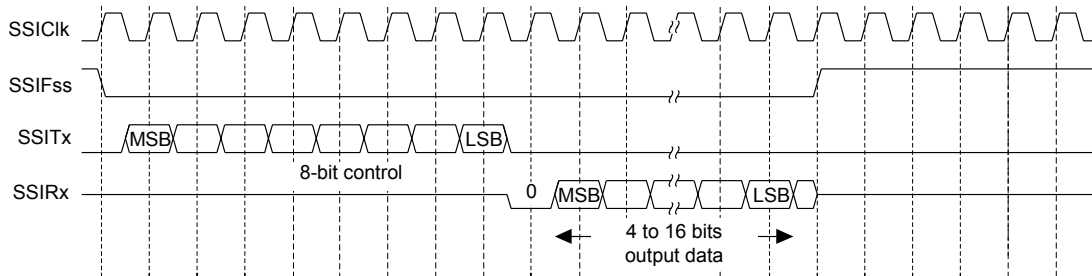 SSIClk
SSIFss
SSITx
MSB
LSB
8-bit control
SSIRx
0
MSB
LSB
4 to 16 bits
output data